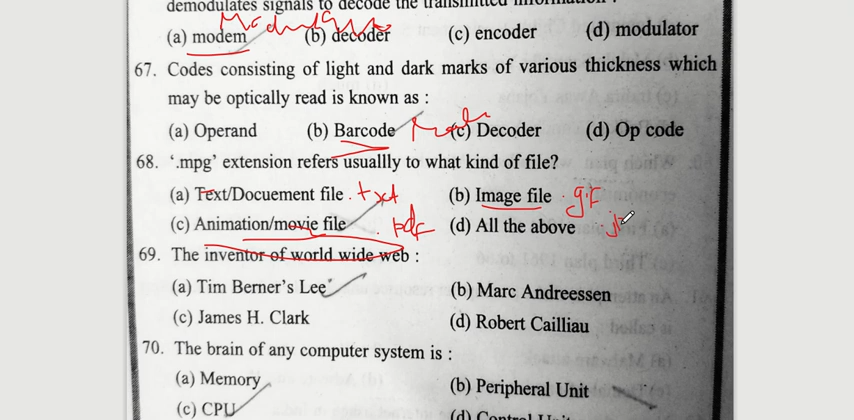 demodulates signals to decode the transmitted information?
(a) modem (b) decoder (c) encoder (d) modulator
67. Codes consisting of light and dark marks of various thickness which
may be optically read is known as :
(a) Operand (b) Barcode (c) Decoder (d) Op code
68. ‘.mpg’ extension refers usuallly to what kind of file?
(a) Text/Docuement file .txt (b) Image file . gif
(c) Animation/movie file . pdf (d) All the above
69. The inventor of world wide web :
(a) Tim Berner's Lee (b) Marc Andreessen
(c) James H. Clark (d) Robert Cailliau
70. The brain of any computer system is :
(a) Memory (b) Peripheral Unit
(c) CPU (d) Control Unit